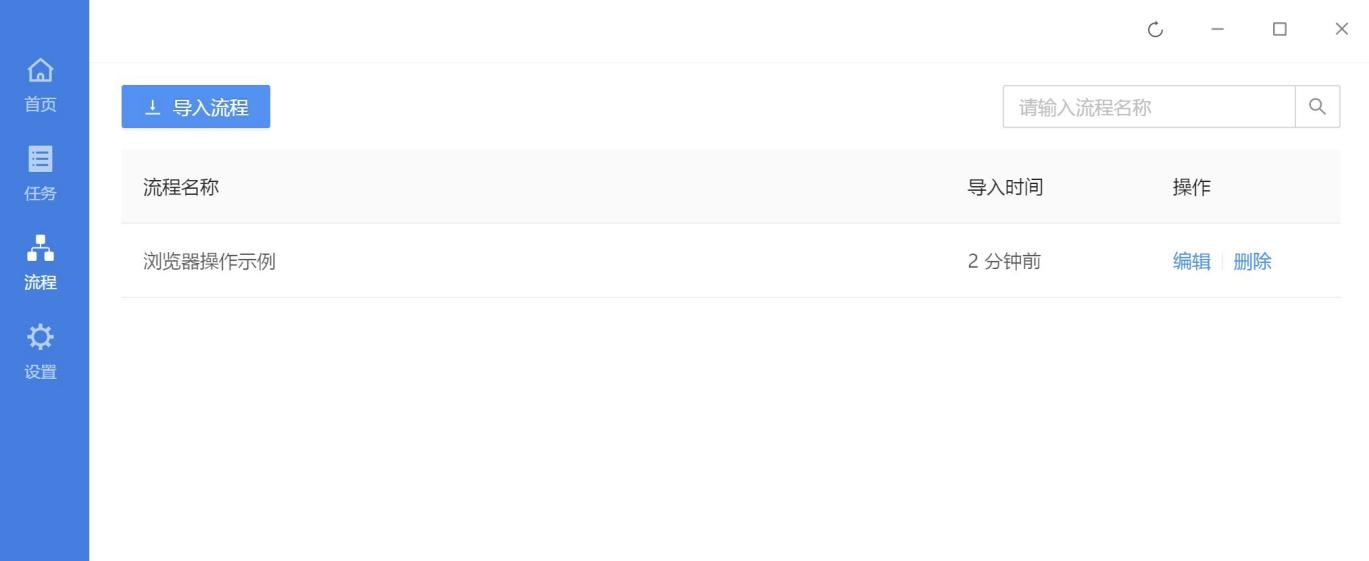 首页
任务
流程
设置
导入流程
请输入流程名称
流程名称 导入时间 操作
浏览器操作示例 2 分钟前 编辑 删除